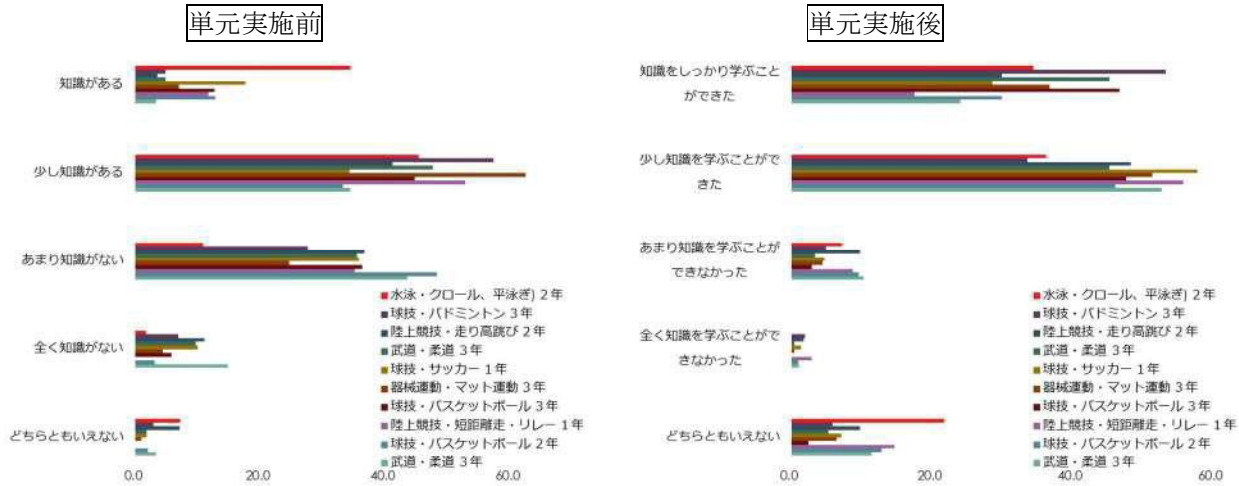 単元実施前
知識がある
少し知識がある
あまり知識がない
全く知識がない
どちらともいえない
水泳・クロール、平泳ぎ) 2年
球技・バドミントン 3年
陸上競技・走り高跳び 2年
武道・柔道 3年
球技・サッカー 1年
器械運動・マット運動 3年
球技・バスケットボール 3年
陸上競技・短距離走・リレー 1年
球技・バスケットボール 2年
武道・柔道 3年
0.0 20.0 40.0 60.0
単元実施後
知識をしっかり学ぶこと
ができた
少し知識を学ぶことがで
きた
あまり知識を学ぶことが
できなかった
全く知識を学ぶことがで
きなかった
どちらともいえない
水泳・クロール、平泳ぎ) 2年
球技・バドミントン 3年
陸上競技・走り高跳び 2年
武道・柔道 3年
球技・サッカー 1年
器械運動・マット運動 3年
球技・バスケットボール 3年
陸上競技・短距離走・リレー 1年
球技・バスケットボール 2年
武道・柔道 3年
0.0 20.0 40.0 60.0